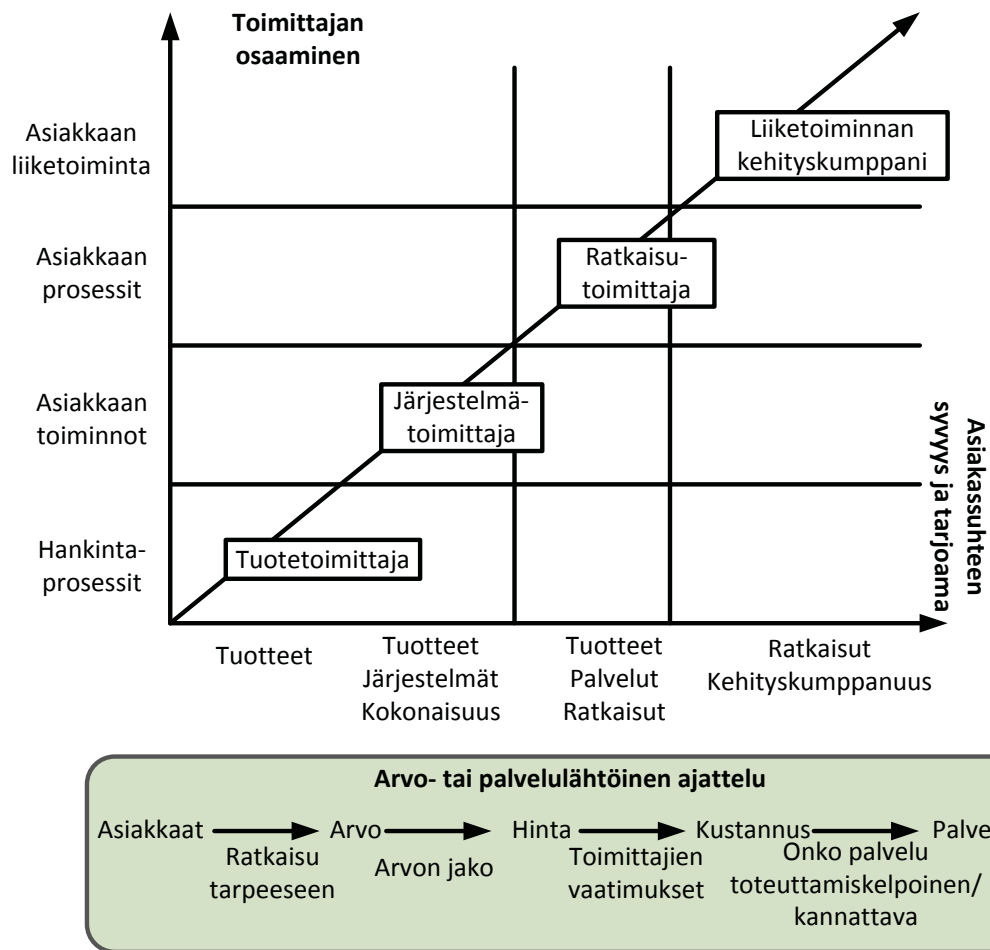 Toimittajan
osaaminen
Asiakkaan
liiketoiminta
Liiketoiminnan
kehityskumppani
Asiakkaan
prosessit
Ratkaisu-
toimittaja
Asiakkaan
toiminnot
Järjestelmä-
toimittaja
Asiakassuhteen
syvyys ja tarjoama
Hankinta-
prosessit
Tuotetoimittaja
Tuotteet
Tuotteet
Järjestelmät
Kokonaisuus
Tuotteet
Palvelut
Ratkaisut
Ratkaisut
Kehityskumppanuus
Arvo- tai palvelulähtöinen ajattelu
Asiakkaat
Ratkaisu
tarpeeseen
Arvo
Arvon jako
Hinta
Toimittajien
vaatimukset
Kustannus
Onko palvelu
toteuttamiskelpoinen/
kannattava
Palve